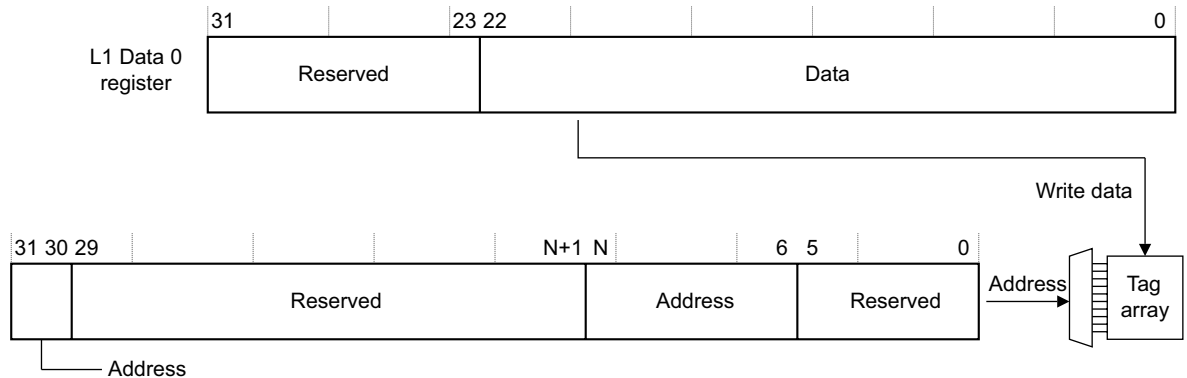 31 23 22 0
L1 Data 0
register
Reserved Data
Write data
31 30 29 N+1 N 6 5 0
Reserved Address Reserved
Address
Tag
array
Address